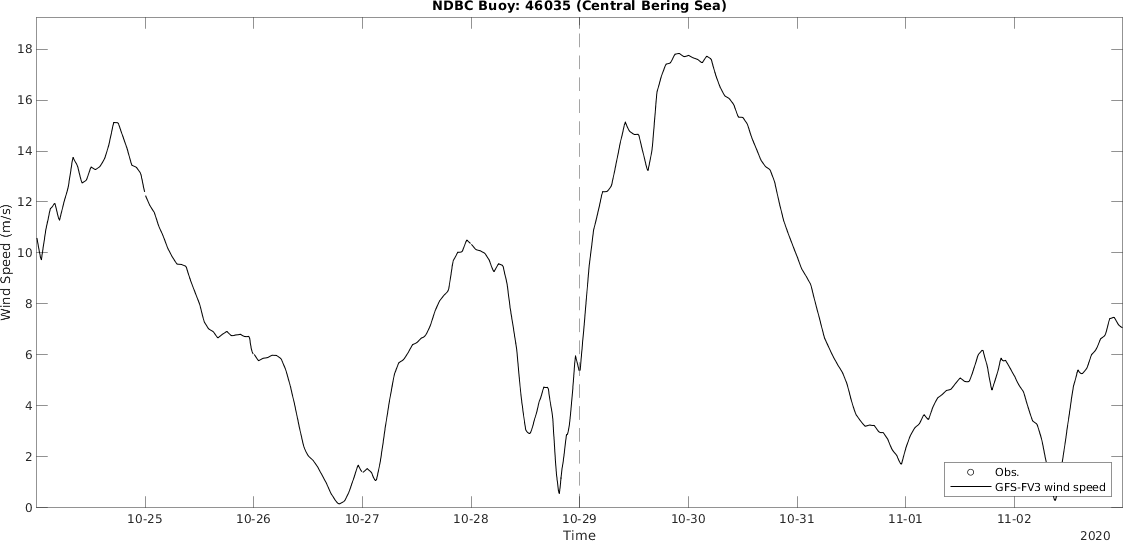 NDBC Buoy: 46035 (Central Bering Sea)
18
16
14
12
10
8
6
4
2
0
Wind Speed (m/s)
Obs.
GFS-FV3 wind speed
10-25 10-26 10-27 10-28 10-29 10-30 10-31 11-01 11-02
Time
2020